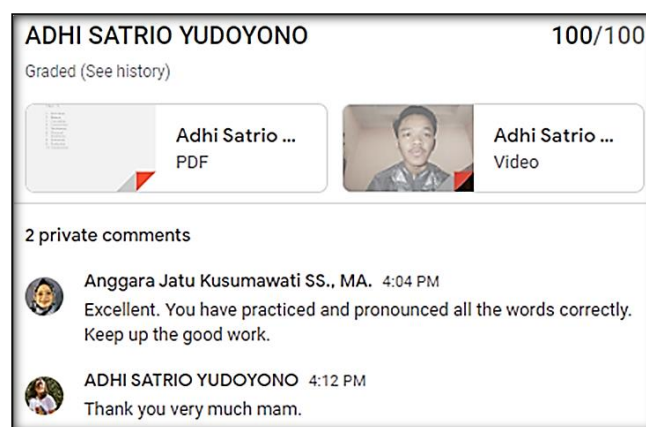 ADHI SATRIO YUDOYONO 100/100
Graded (See history)
Adhi Satrio ...
PDF
Adhi Satrio ...
Video
2 private comments
Anggara Jatu Kusumawati SS., MA. 4:04 PM
Excellent. You have practiced and pronounced all the words correctly.
Keep up the good work.
ADHI SATRIO YUDOYONO 4:12 PM
Thank you very much mam.